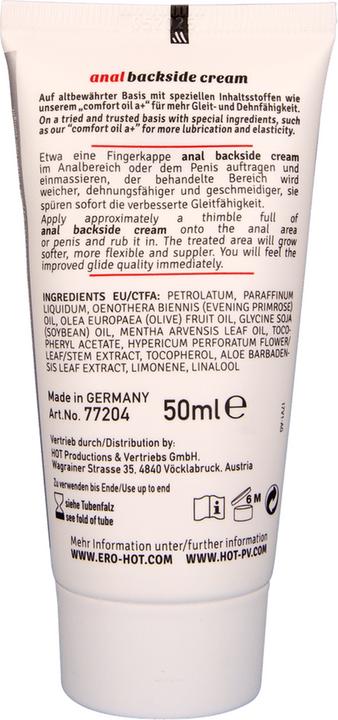 anal backside cream
Auf altbewährter Basis mit speziellen Inhaltsstoffen wie
unserem „comfort oil a+“ für mehr Gleit- und Dehnfähigkeit.
On a tried and trusted basis with special ingredients, such
as our “comfort oil a+” for more lubrication and elasticity.
Etwa eine Fingerkappe anal backside cream
im Analbereich oder dem Penis auftragen und
einmassieren, der behandelte Bereich wird
weicher, dehnungsfähiger und geschmeidiger, sie
spüren sofort die verbesserte Gleitfähigkeit.
Apply approximately a thimble full of
anal backside cream onto the anal area
or penis and rub it in. The treated area will grow
softer, more flexible and suppler. You will feel the
improved glide quality immediately.
INGREDIENTS EU/CTFA: PETROLATUM, PARAFFINUM
LIQUIDUM, OENOTHERA BIENNIS (EVENING PRIMROSE)
OIL, OLEA EUROPAEA (OLIVE) FRUIT OIL, GLYCINE SOJA
(SOYBEAN) OIL, MENTHA ARVENSIS LEAF OIL, TOCO-
PHERYL ACETATE, HYPERICUM PERFORATUM FLOWER/
LEAF/STEM EXTRACT, TOCOPHEROL, ALOE BARBADEN-
SIS LEAF EXTRACT, LIMONENE, LINALOOL
Made in GERMANY
Art.No. 77204 50ml e
Vertrieb durch/Distribution by:
HOT Productions & Vertriebs GmbH.
Wagrainer Strasse 35, 4840 Vöcklabruck. Austria
Zu verwenden bis Ende/Use up to end
siehe Tubenfalz
see fold of tube
6 M
Mehr Information unter/further information
WWW.ERO-HOT.COM WWW.HOT-PV.COM